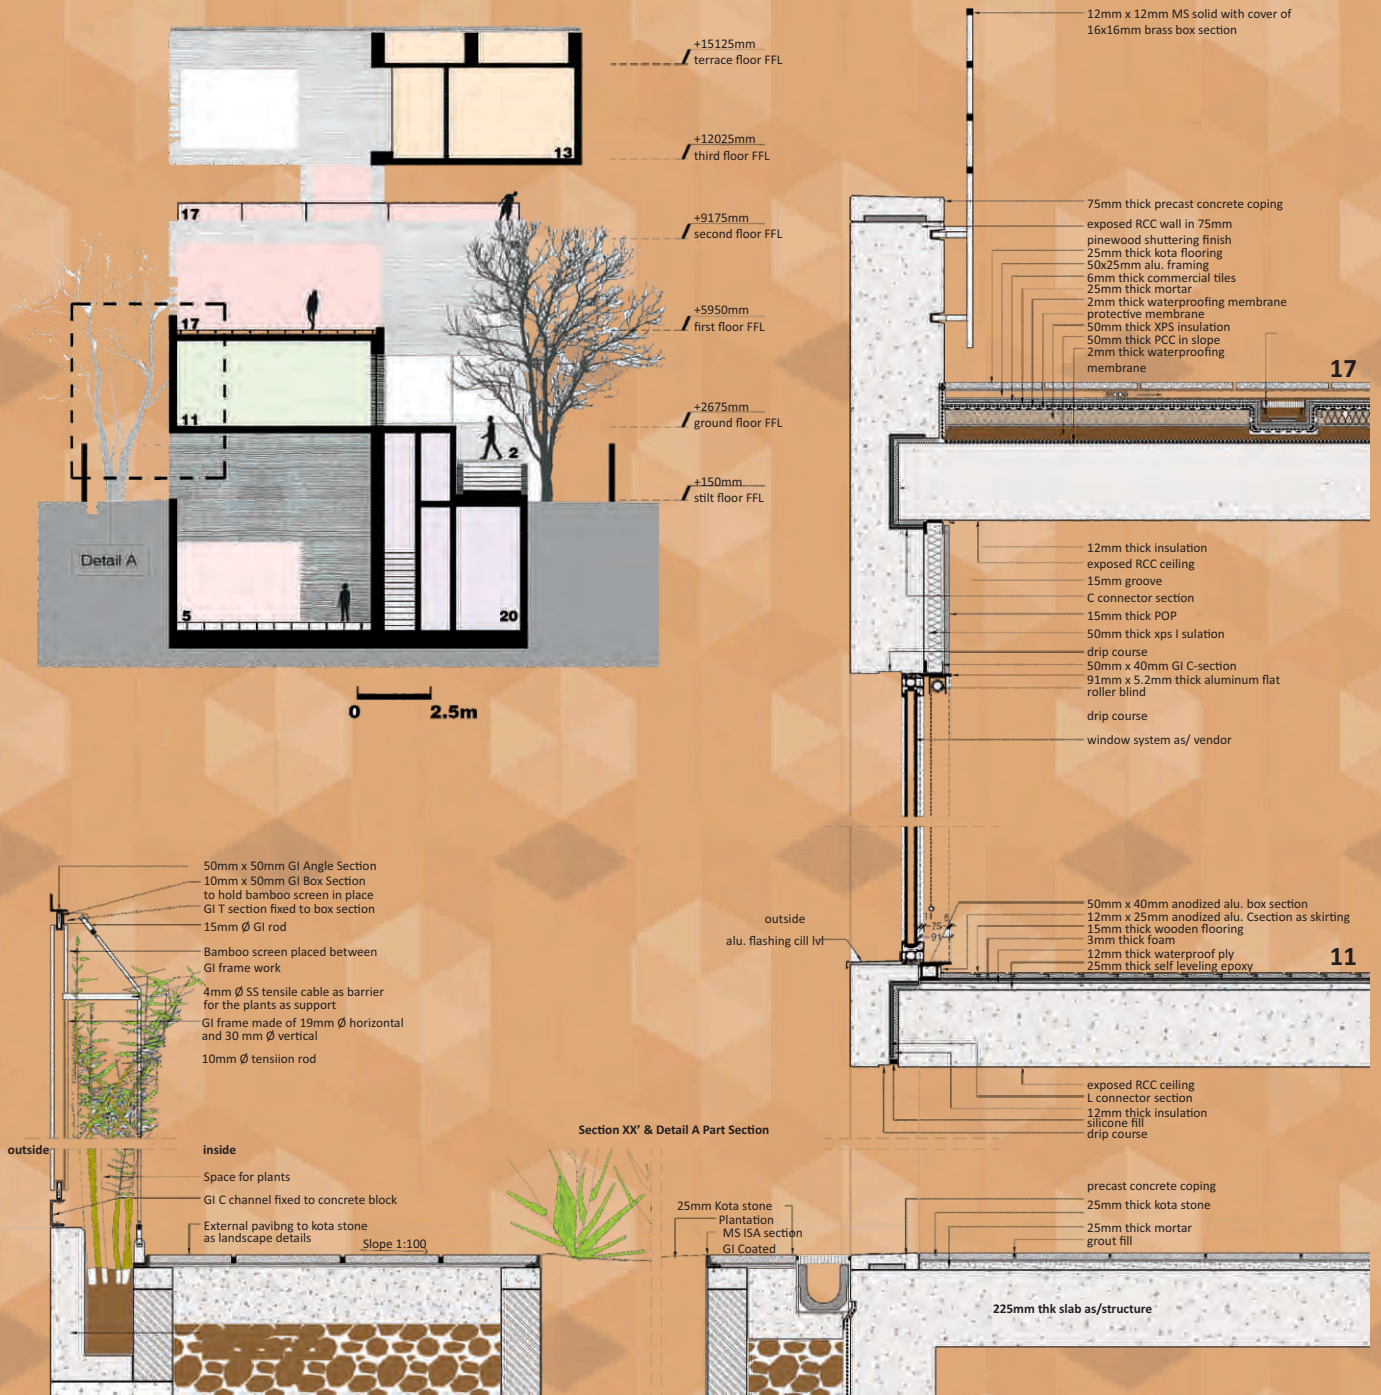 +15125mm
terrace floor FFL
+12025mm
third floor FFL
13
17
+9175mm
second floor FFL
17
+5950mm
first floor FFL
11
+2675mm
ground floor FFL
2
+150mm
stilt floor FFL
Detail A
5
20
0 2.5m
12mm x 12mm MS solid with cover of
16x16mm brass box section
75mm thick precast concrete coping
exposed RCC wall in 75mm
pinewood shuttering finish
25mm thick kota flooring
50x25mm alu. framing
6mm thick commercial tiles
25mm thick mortar
2mm thick waterproofing membrane
protective membrane
50mm thick XPS insulation
50mm thick PCC in slope
2mm thick waterproofing
membrane
17
12mm thick insulation
exposed RCC ceiling
15mm groove
C connector section
15mm thick POP
50mm thick xps I sulation
drip course
50mm x 40mm GI C-section
91mm x 5.2mm thick aluminum flat
roller blind
drip course
window system as/ vendor
outside
alu. flashing cill lvl
11 6
75
91
50mm x 40mm anodized alu. box section
12mm x 25mm anodized alu. Csection as skirting
15mm thick wooden flooring
3mm thick foam
12mm thick waterproof ply
25mm thick self leveling epoxy
11
exposed RCC ceiling
L connector section
12mm thick insulation
silicone fill
drip course
50mm x 50mm GI Angle Section
10mm x 50mm GI Box Section
to hold bamboo screen in place
GI T section fixed to box section
15mm Ø GI rod
Bamboo screen placed between
GI frame work
4mm Ø SS tensile cable as barrier
for the plants as support
GI frame made of 19mm Ø horizontal
and 30 mm Ø vertical
10mm Ø tensiion rod
outside
inside
Space for plants
GI C channel fixed to concrete block
External pavibng to kota stone
as landscape details
Slope 1:100
Section XX' & Detail A Part Section
25mm Kota stone
Plantation
MS ISA section
GI Coated
precast concrete coping
25mm thick kota stone
25mm thick mortar
grout fill
225mm thk slab as/structure